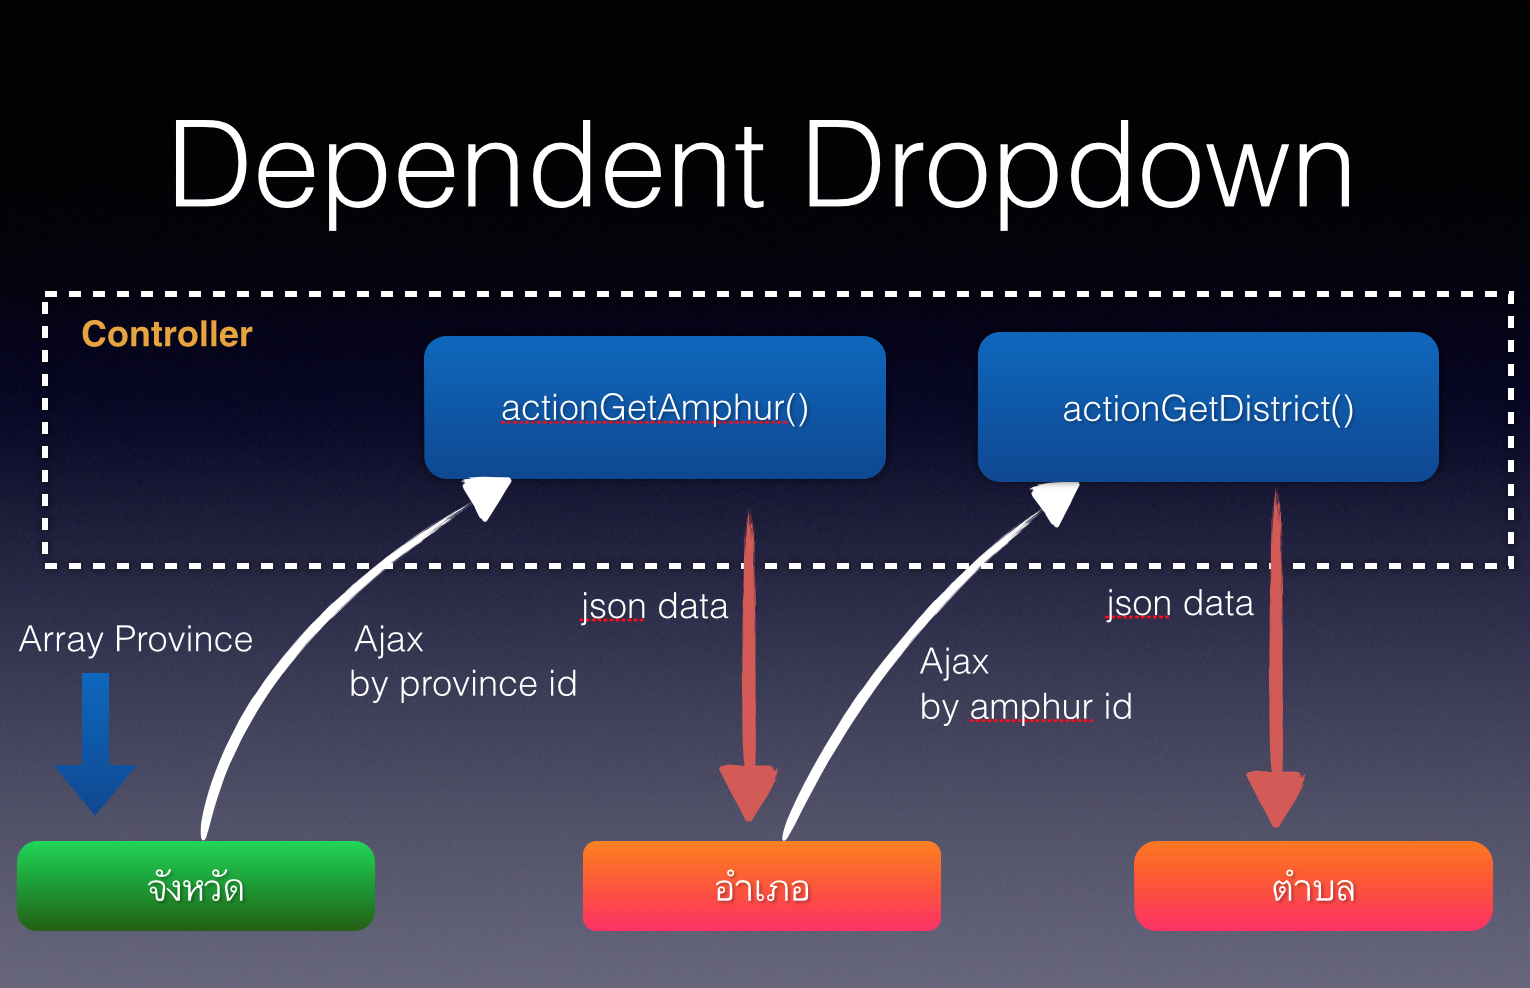 Dependent Dropdown
Controller
actionGetAmphur()
actionGetDistrict()
Array Province
Ajax
by province id
json data
Ajax
by amphur id
json data
จังหวัด
อำเภอ
ตำบล